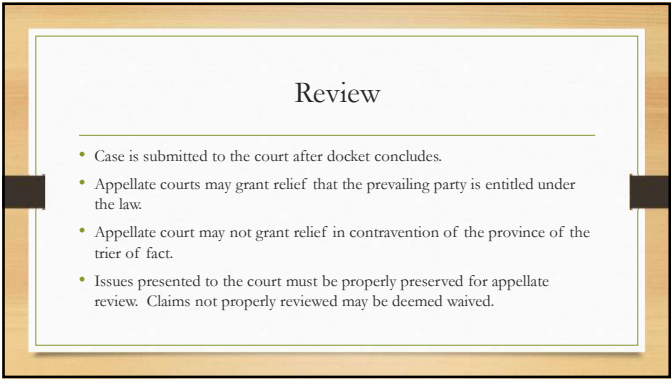 Review
• Case is submitted to the court after docket concludes.
• Appellate courts may grant relief that the prevailing party is entitled under
the law.
• Appellate court may not grant relief in contravention of the province of the
trier of fact.
• Issues presented to the court must be properly preserved for appellate
review.  Claims not properly reviewed may be deemed waived.